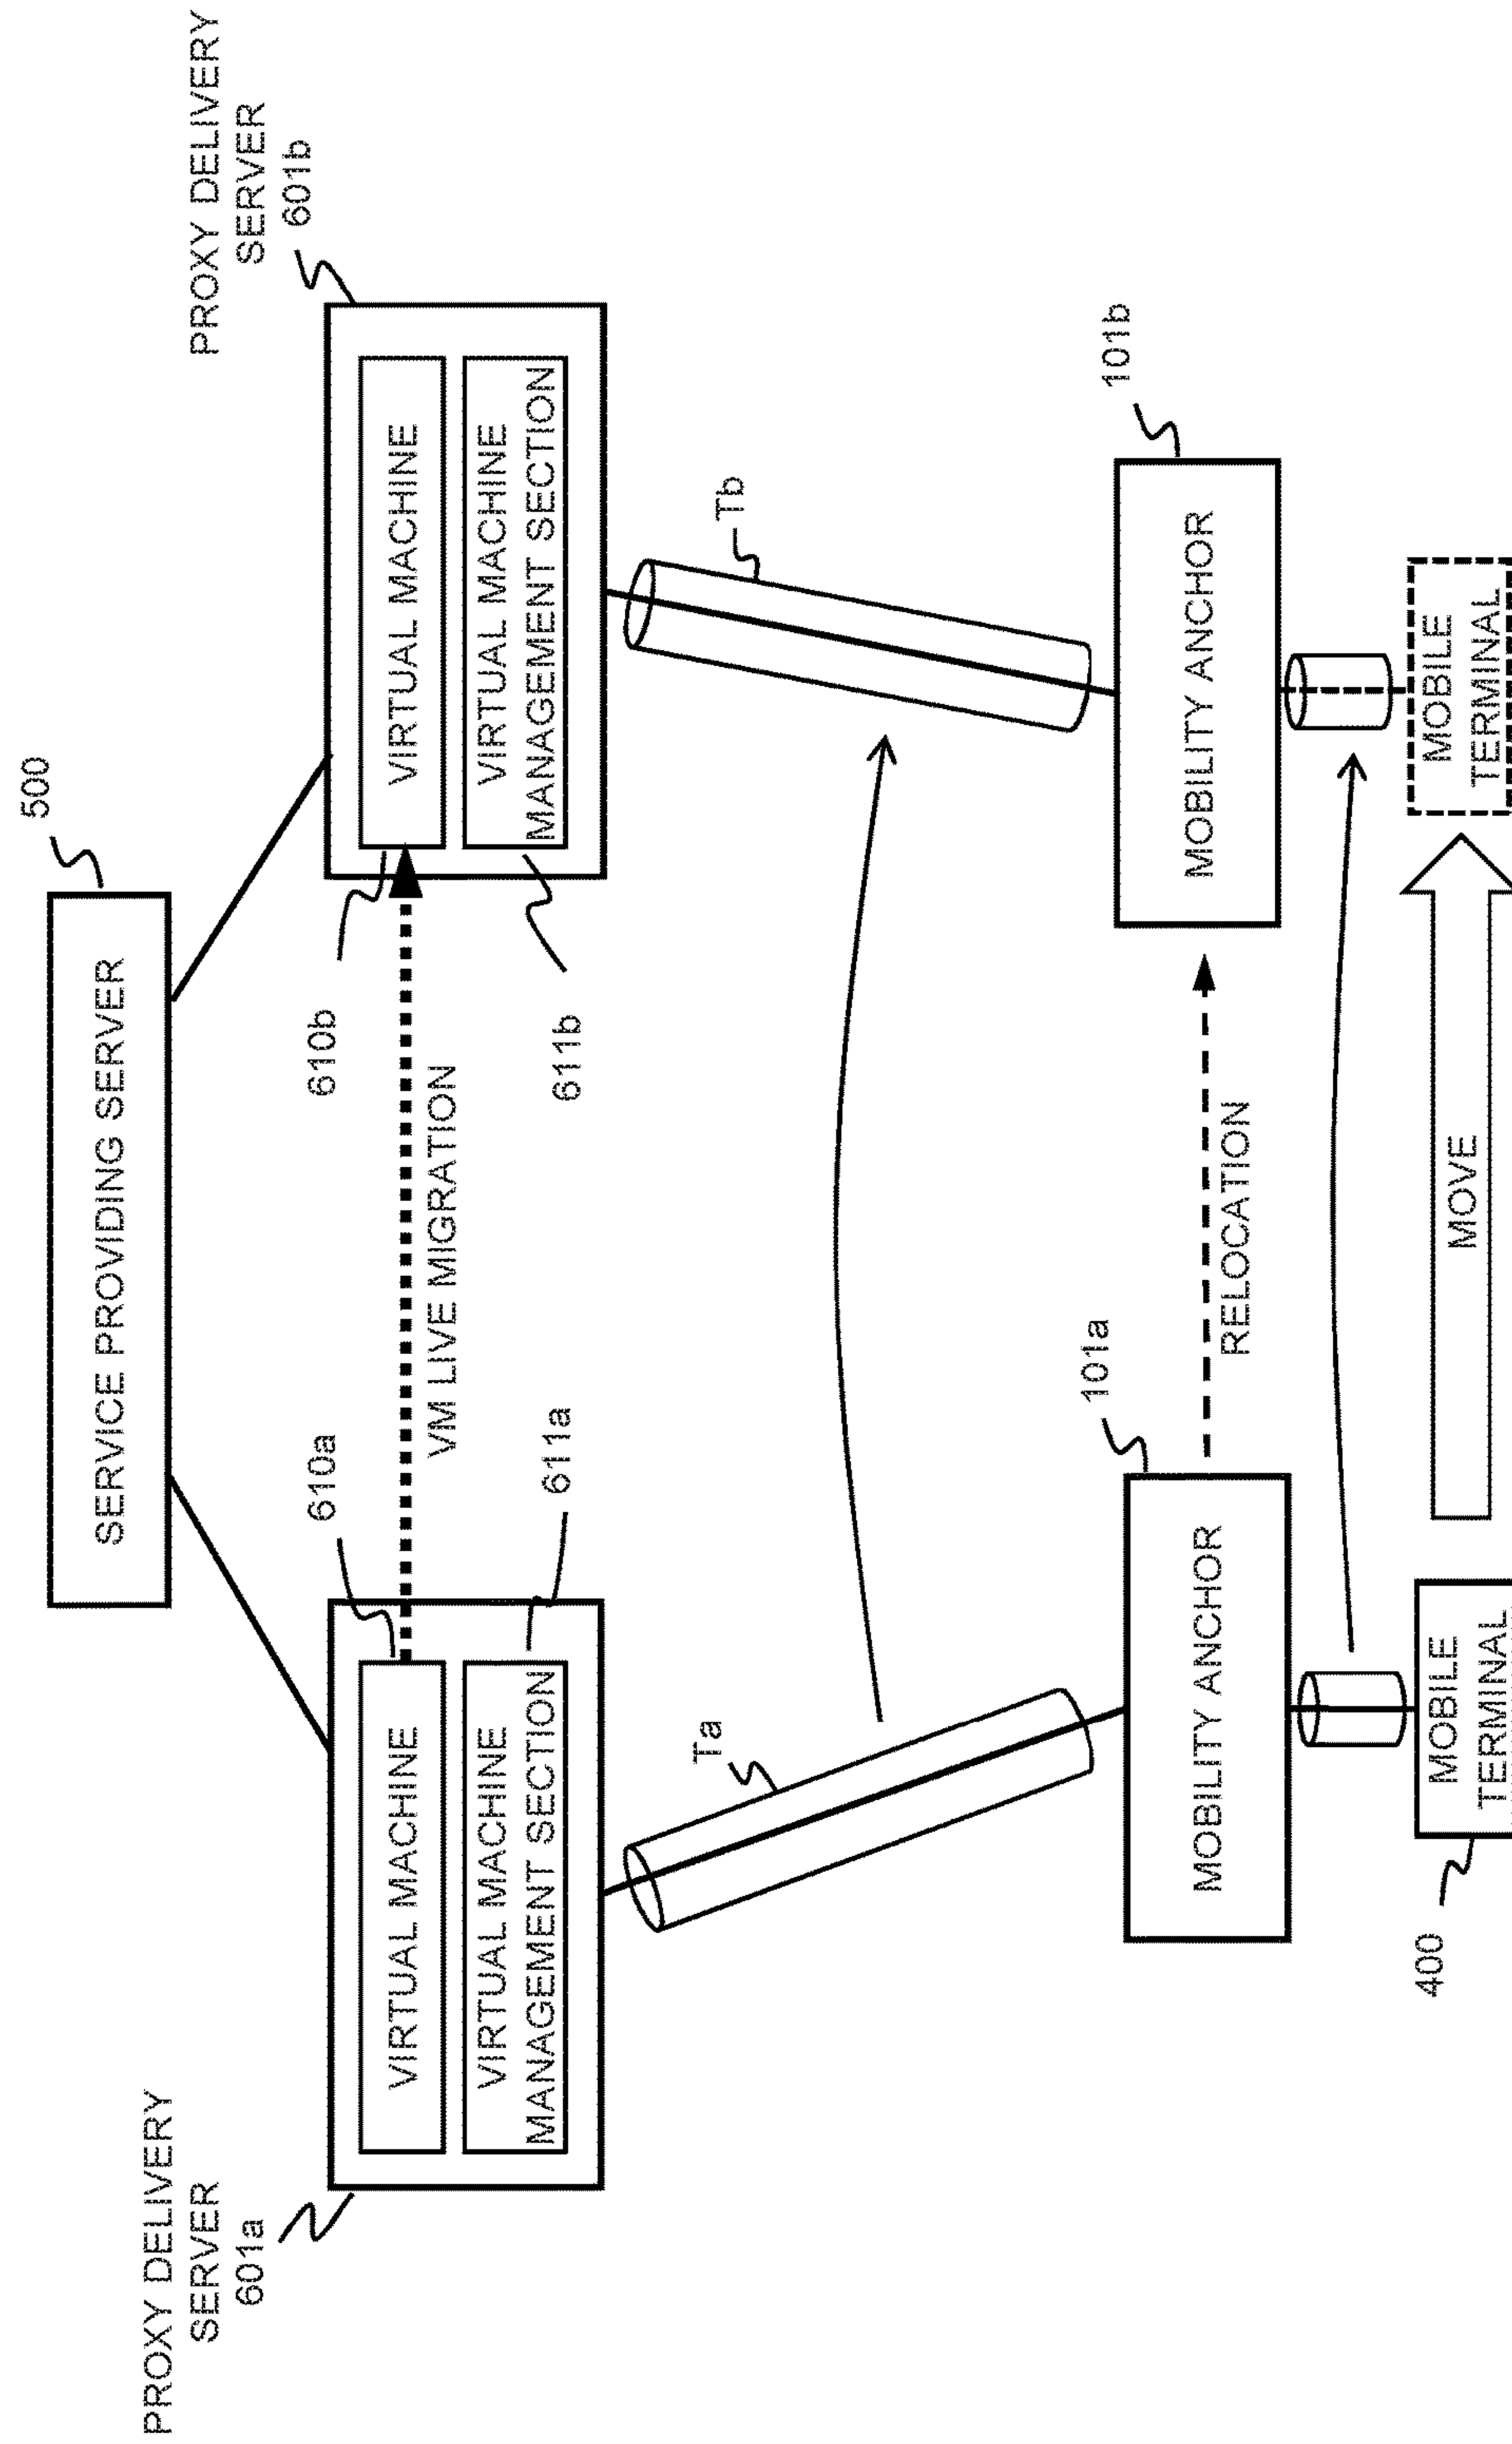 500
SERVICE PROVIDING SERVER
PROXY DELIVERY
SERVER
601a
PROXY DELIVERY
SERVER
601b
VIRTUAL MACHINE
610a
VIRTUAL MACHINE
MANAGEMENT SECTION
611a
VM LIVE MIGRATION
610b
VIRTUAL MACHINE
611b
VIRTUAL MACHINE
MANAGEMENT SECTION
Ta
Tb
101a
MOBILITY ANCHOR
RELOCATION
101b
MOBILITY ANCHOR
400
MOBILE
TERMINAL
MOVE
MOBILE
TERMINAL